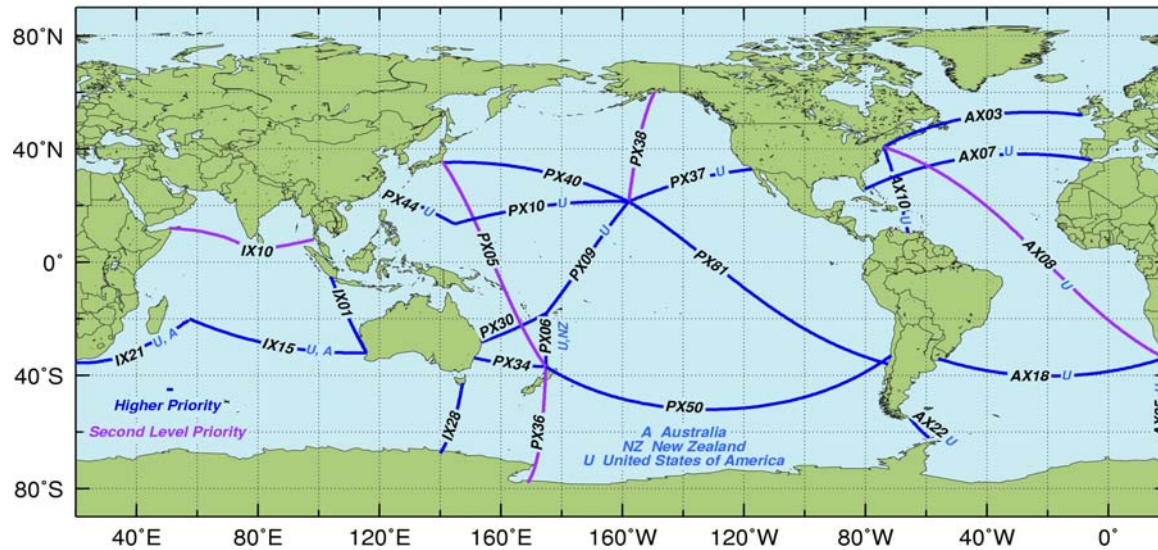 80°N
40°N
0°
40°S
80°S
AX03
AX07 U
AX10 U
AX08 U
PX38
PX37 U
PX40
PX44 U
PX10 U
PX05
PX09 U
PX81
IX10
IX01
PX30
PX06 U,NZ
IX21 U, A
IX15 U, A
PX34
AX18 U
PX50
IX28
PX36
AX22 U
Higher Priority
Second Level Priority
A Australia
NZ New Zealand
U United States of America
40°E 80°E 120°E 160°E 160°W 120°W 80°W 40°W 0°